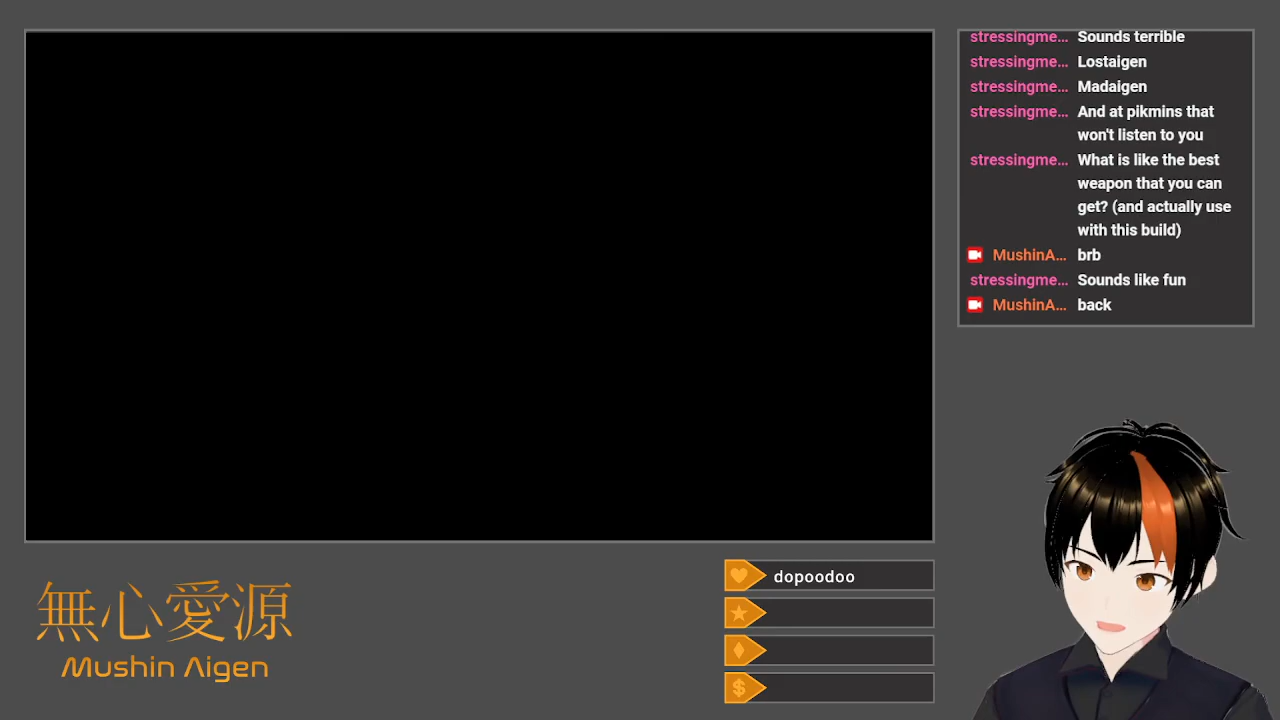 stressingme... Sounds terrible
stressingme... Lostaigen
stressingme... Madaigen
stressingme... And at pikmins that
won't listen to you
stressingme... What is like the best
weapon that you can
get? (and actually use
with this build)
MushinA... brb
stressingme... Sounds like fun
MushinA... back
dopoodoo
無心愛源
Mushin Aigen